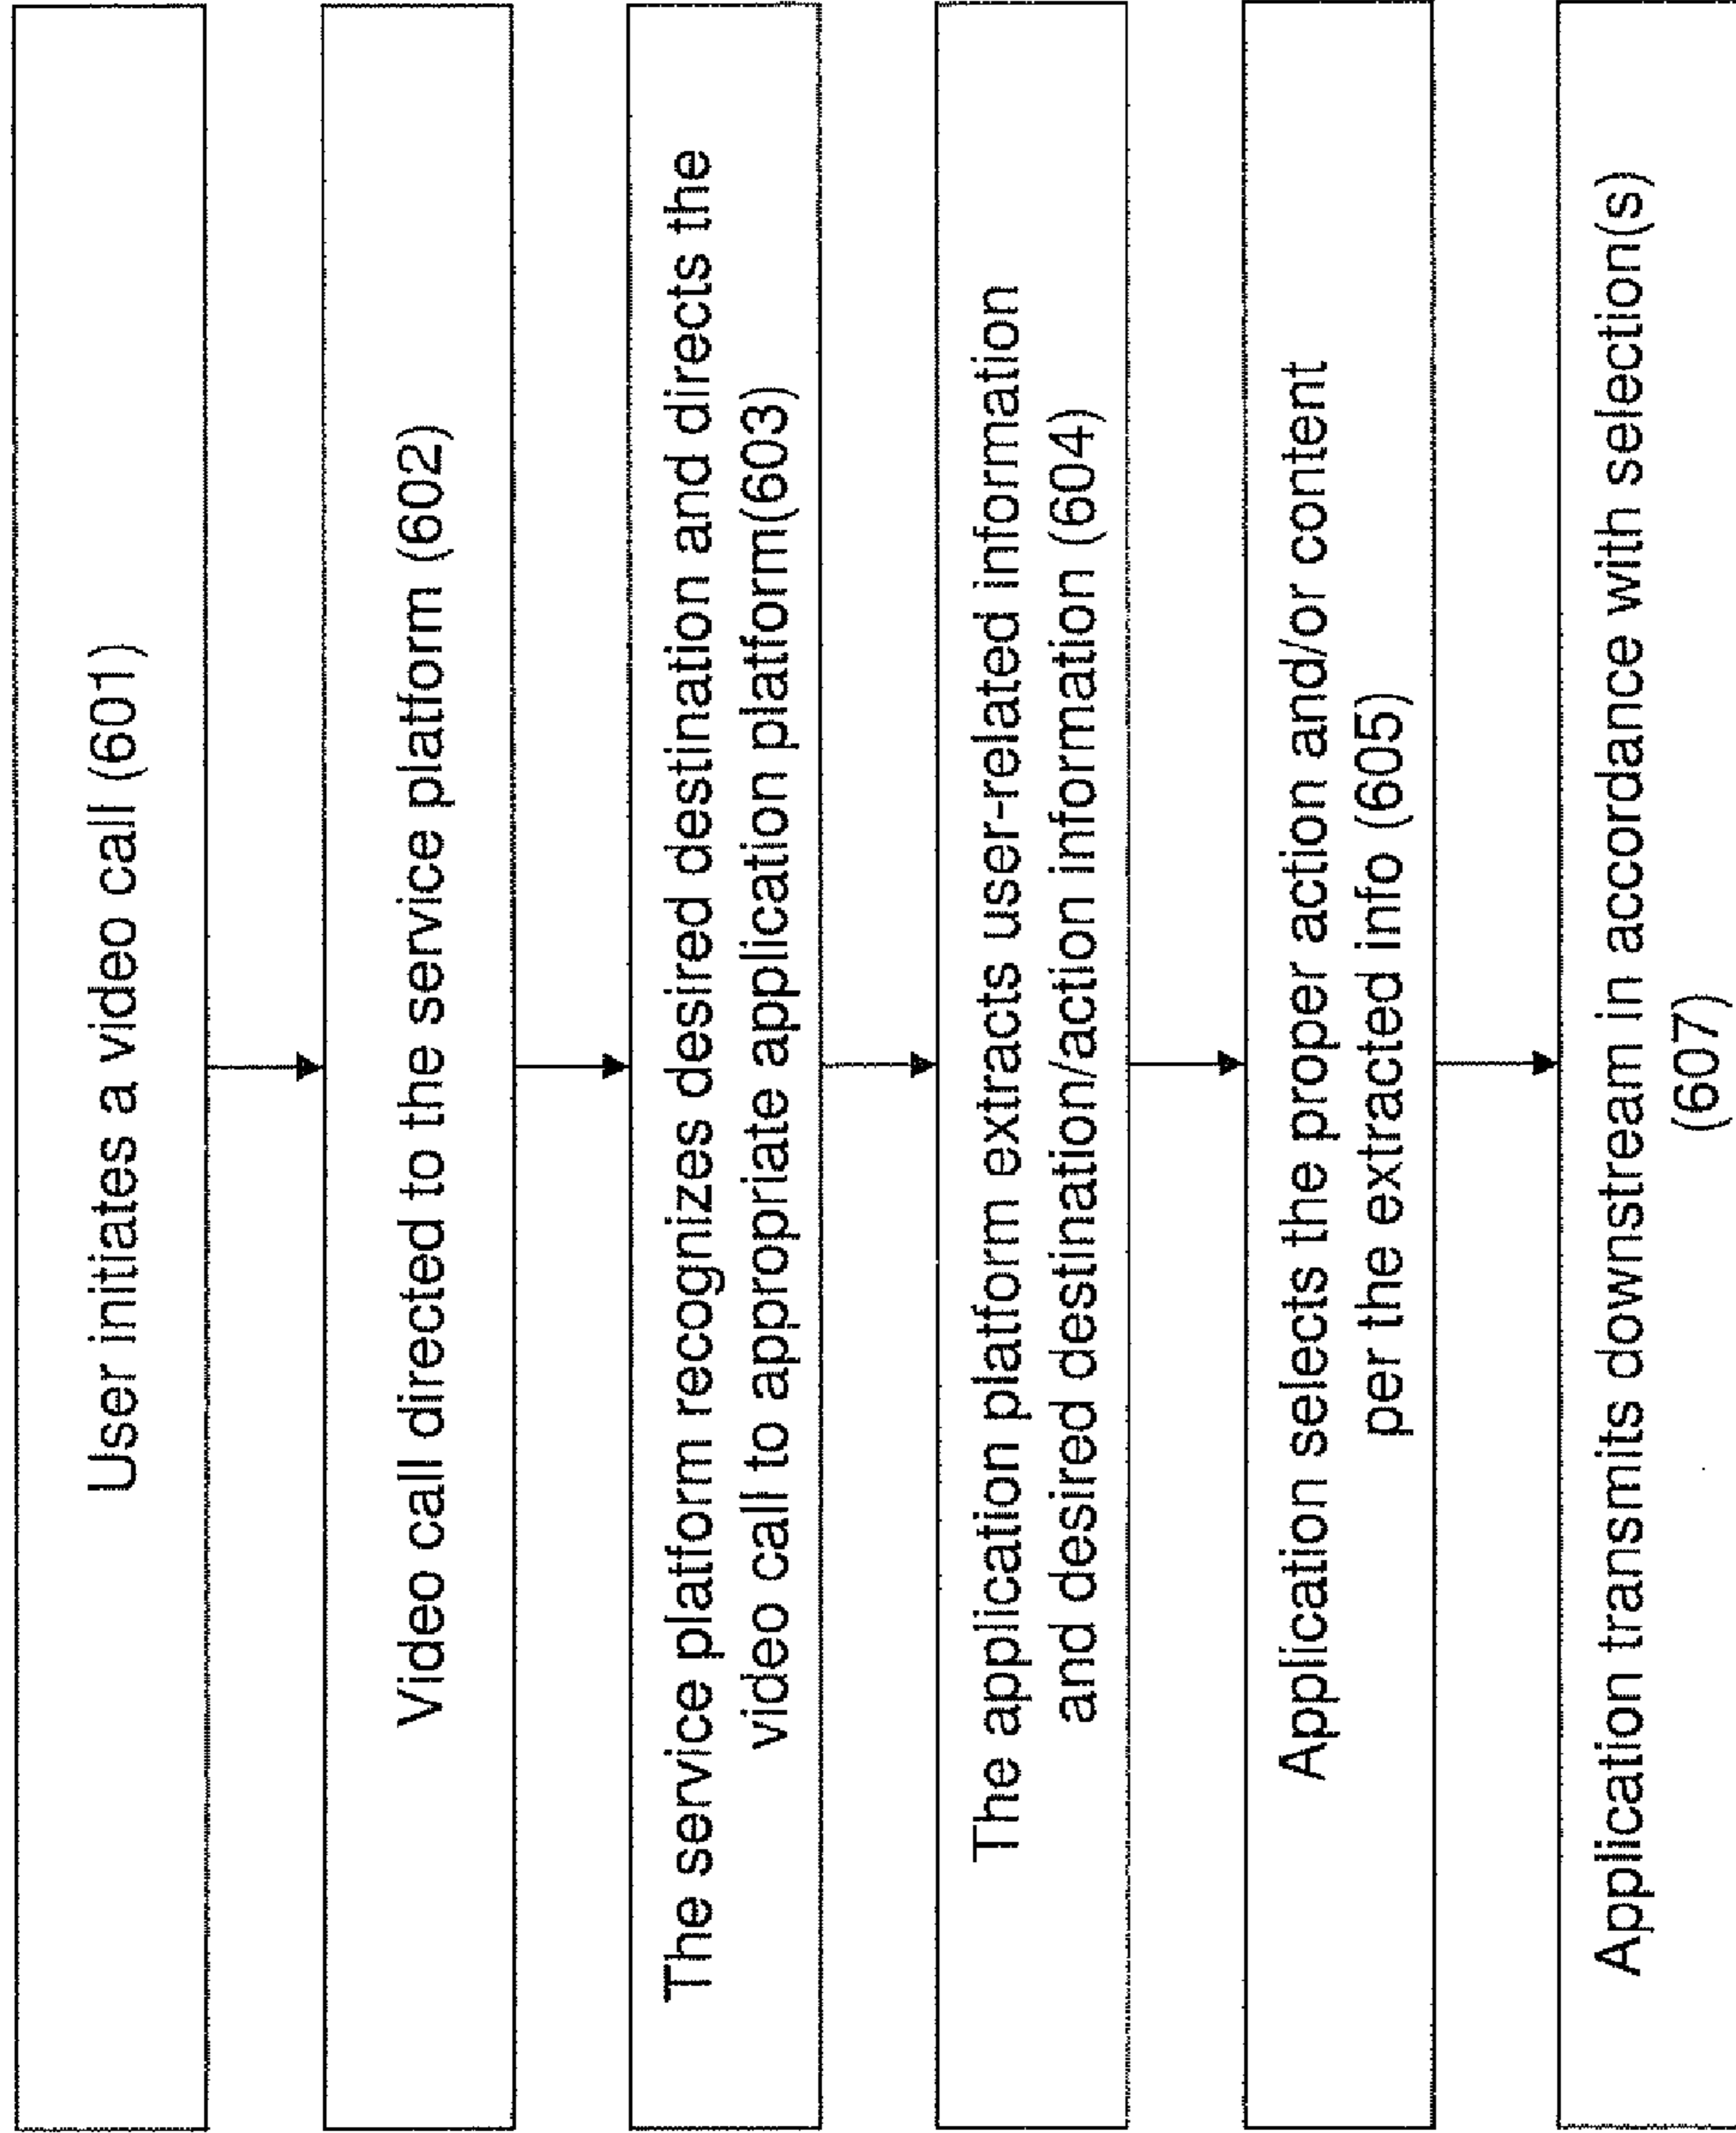 User initiates a video call (601)
Video call directed to the service platform (602)
The service platform recognizes desired destination and directs the
video call to appropriate application platform(603)
The application platform extracts user-related information
and desired destination/action information (604)
Application selects the proper action and/or content
per the extracted info (605)
Application transmits downstream in accordance with selection(s)
(607)